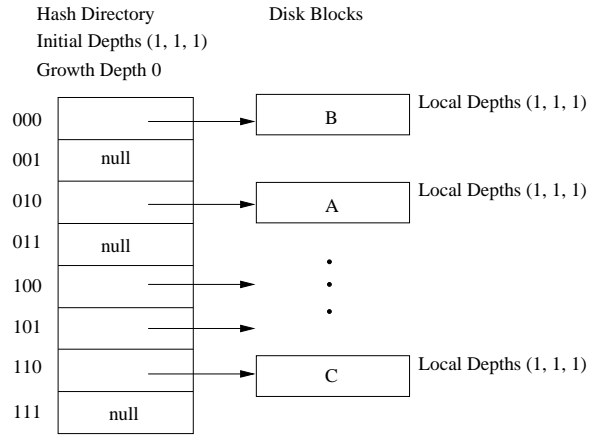 Hash Directory
Disk Blocks
Initial Depths (1, 1, 1)
Growth Depth 0
000
B
Local Depths (1, 1, 1)
001
null
010
A
Local Depths (1, 1, 1)
011
null
100
101
110
C
Local Depths (1, 1, 1)
111
null